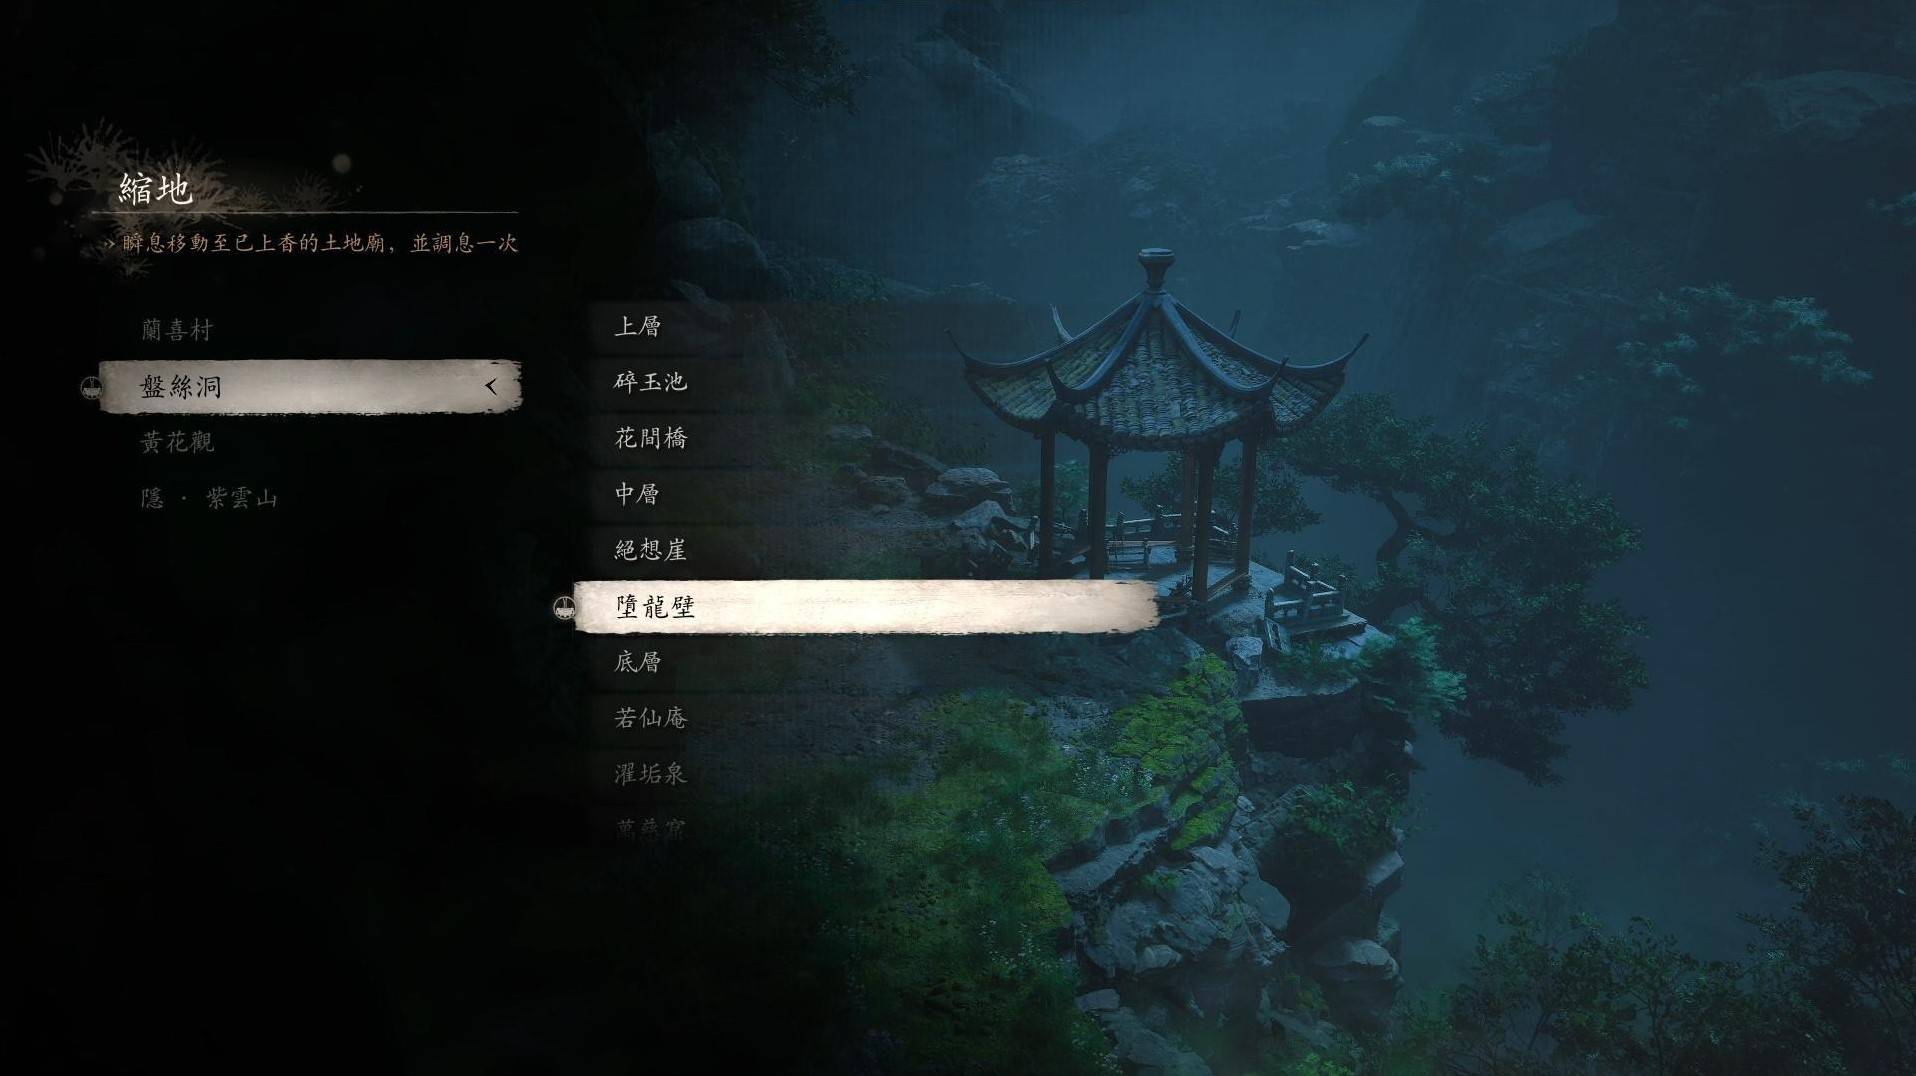 縮地
瞬息移動至已上香的土地廟，並調息一次
蘭喜村
盤絲洞
黃花觀
隱 · 紫雲山
上層
碎玉池
花間橋
中層
絕想崖
墮龍壁
底層
若仙庵
濯垢泉